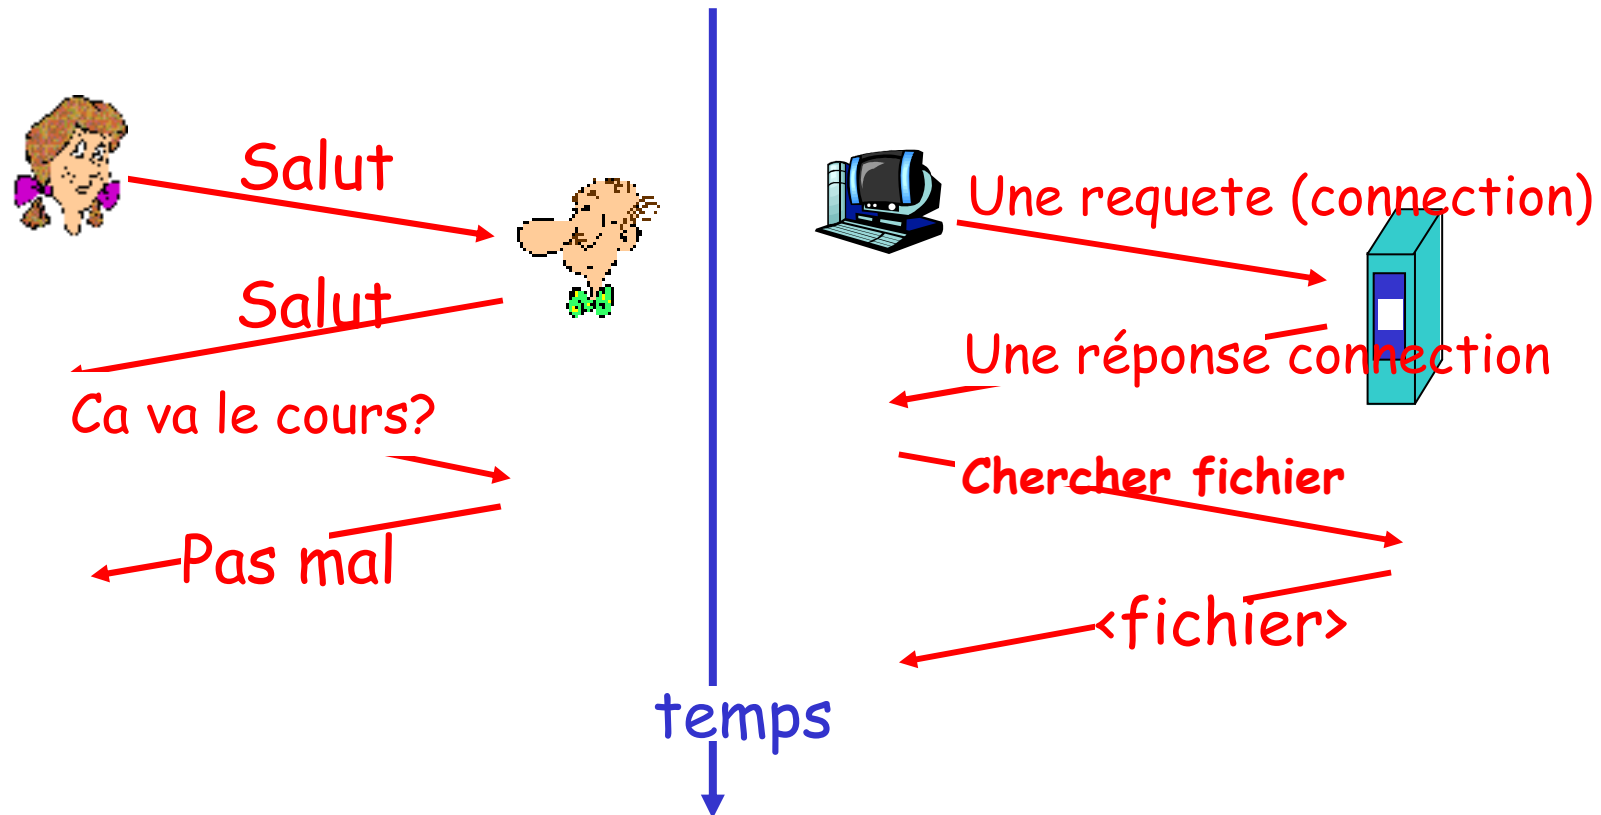 Salut
Salut
Ca va le cours?
Pas mal
temps
Une requete (connection)
Une réponse connection
Chercher fichier
<fichier>